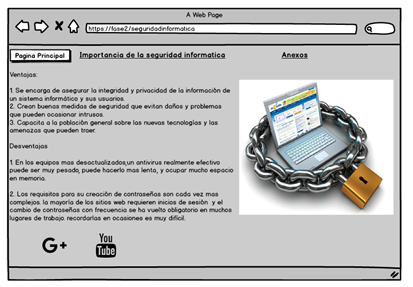 A Web Page
https://fase2/seguridadinformatica
Pagina Principal
Importancia de la seguridad informatica
Anexos
Ventajas:
1. Se encarga de asegurar la integridad y privacidad de la información de
un sistema informático y sus usuarios.
2. Crean buenas medidas de seguridad que evitan daños y problemas
que pueden ocasionar intrusos.
3. Capacita a la población general sobre las nuevas tecnologías y las
amenazas que pueden traer.
Desventajas
1. En los equipos mas desactualizados,un antivirus realmente efectivo
puede ser muy pesado, puede hacerlo mas lenta, y ocupar mucho espacio
en memoria.
2. Los requisitos para su creación de contraseñas son cada vez mas
complejos. la mayoría de los sitios web requieren inicios de sesión y el
cambio de contraseñas con frecuencia se ha vuelto obligatorio en muchos
lugares de trabajo. recordarlas en ocasiones es muy dificil.
G+
You
Tube